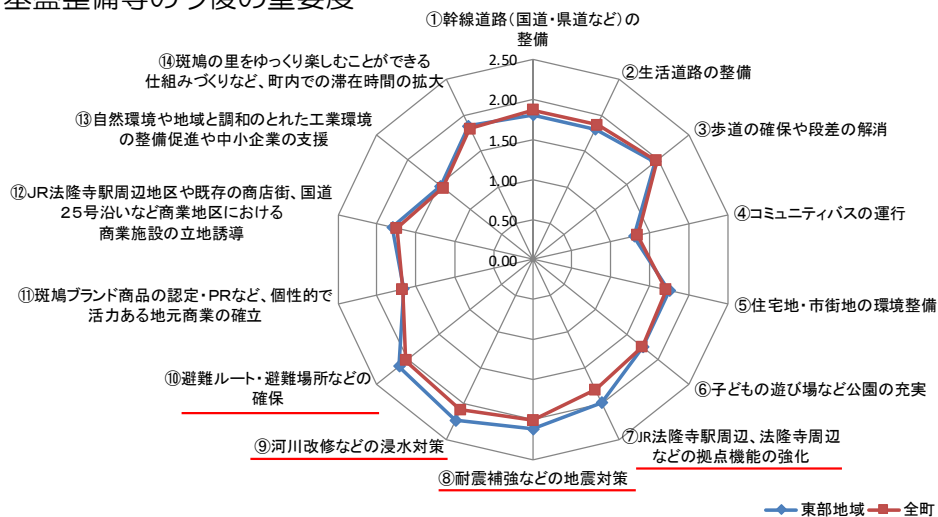 基盤整備等の今後の重要度
①幹線道路(国道・県道など)の
整備
②生活道路の整備
③歩道の確保や段差の解消
④コミュニティバスの運行
⑤住宅地・市街地の環境整備
⑥子どもの遊び場など公園の充実
⑦JR法隆寺駅周辺、法隆寺周辺
などの拠点機能の強化
⑧耐震補強などの地震対策
⑨河川改修などの浸水対策
⑩避難ルート・避難場所などの
確保
⑪斑鳩ブランド商品の認定・PRなど、個性的で
活力ある地元商業の確立
⑫JR法隆寺駅周辺地区や既存の商店街、国道
25号沿いなど商業地区における
商業施設の立地誘導
⑬自然環境や地域と調和のとれた工業環境
の整備促進や中小企業の支援
⑭斑鳩の里をゆっくり楽しむことができる
仕組みづくりなど、町内での滞在時間の拡大
2.50
2.00
1.50
1.00
0.50
0.00
東部地域 全町